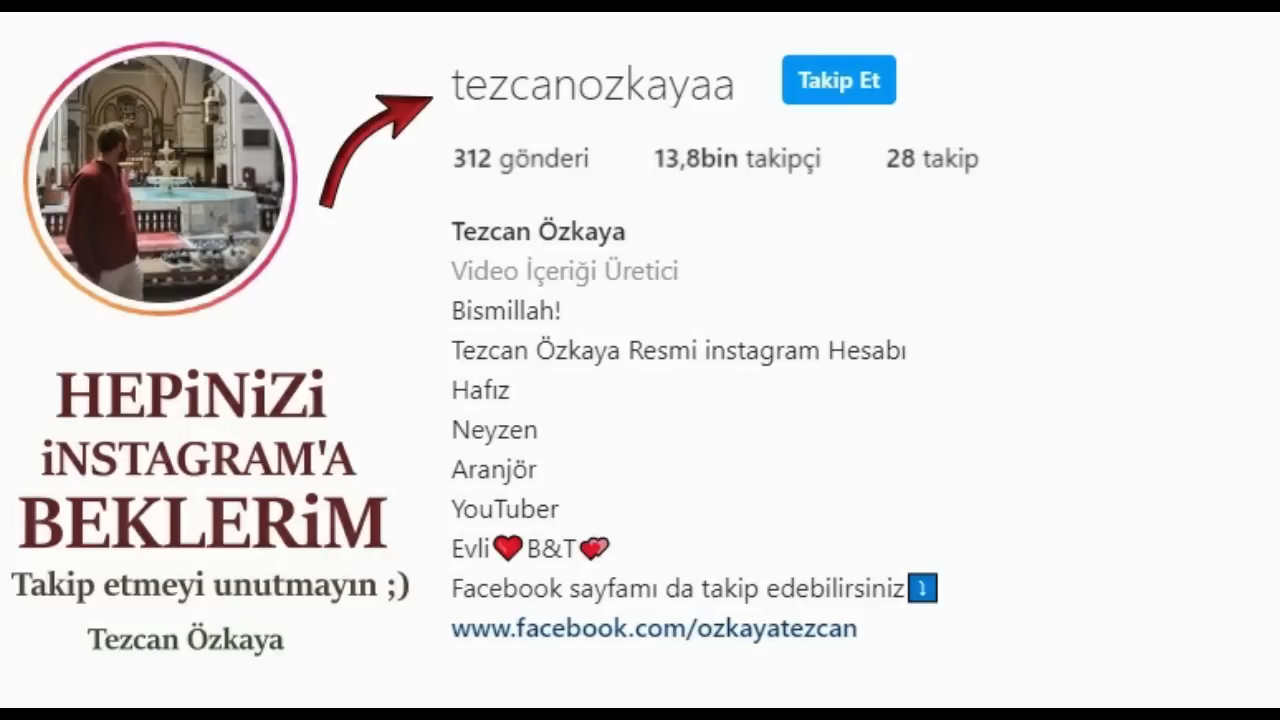 tezcanozkayaa
Takip Et
312 gönderi 13,8bin takipçi 28 takip
Tezcan Özkaya
Video İçeriği Üretici
Bismillah!
Tezcan Özkaya Resmi instagram Hesabı
Hafız
Neyzen
Aranjör
YouTuber
Evli❤️B&T💕
Facebook sayfamı da takip edebilirsiniz⤵️
www.facebook.com/ozkayatezcan
HEPiNiZi
iNSTAGRAM'A
BEKLERiM
Takip etmeyi unutmayın ;)
Tezcan Özkaya